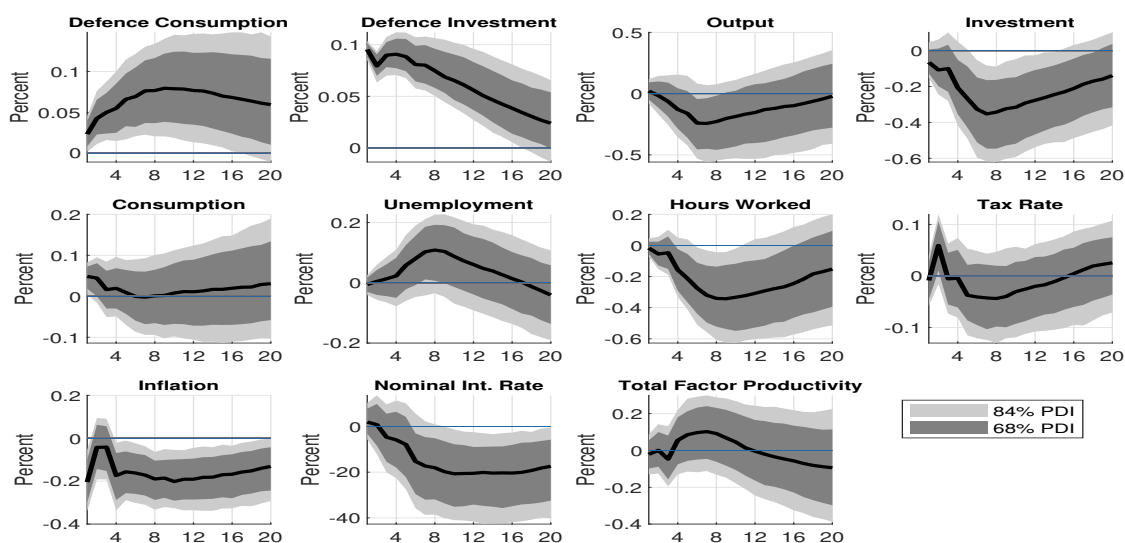 Defence Consumption
Percent
0.1
0.05
0
4 8 12 16 20
Defence Investment
Percent
0.1
0.05
0
4 8 12 16 20
Output
Percent
0.5
0
-0.5
4 8 12 16 20
Investment
Percent
0
-0.2
-0.4
-0.6
4 8 12 16 20
Consumption
Percent
0.2
0.1
0
-0.1
4 8 12 16 20
Unemployment
Percent
0.2
0
-0.2
4 8 12 16 20
Hours Worked
Percent
0.2
0
-0.2
-0.4
-0.6
4 8 12 16 20
Tax Rate
Percent
0.1
0
-0.1
4 8 12 16 20
Inflation
Percent
0.2
0
-0.2
-0.4
4 8 12 16 20
Nominal Int. Rate
Percent
0
-20
-40
4 8 12 16 20
Total Factor Productivity
Percent
0.2
0
-0.2
-0.4
4 8 12 16 20
84% PDI
68% PDI